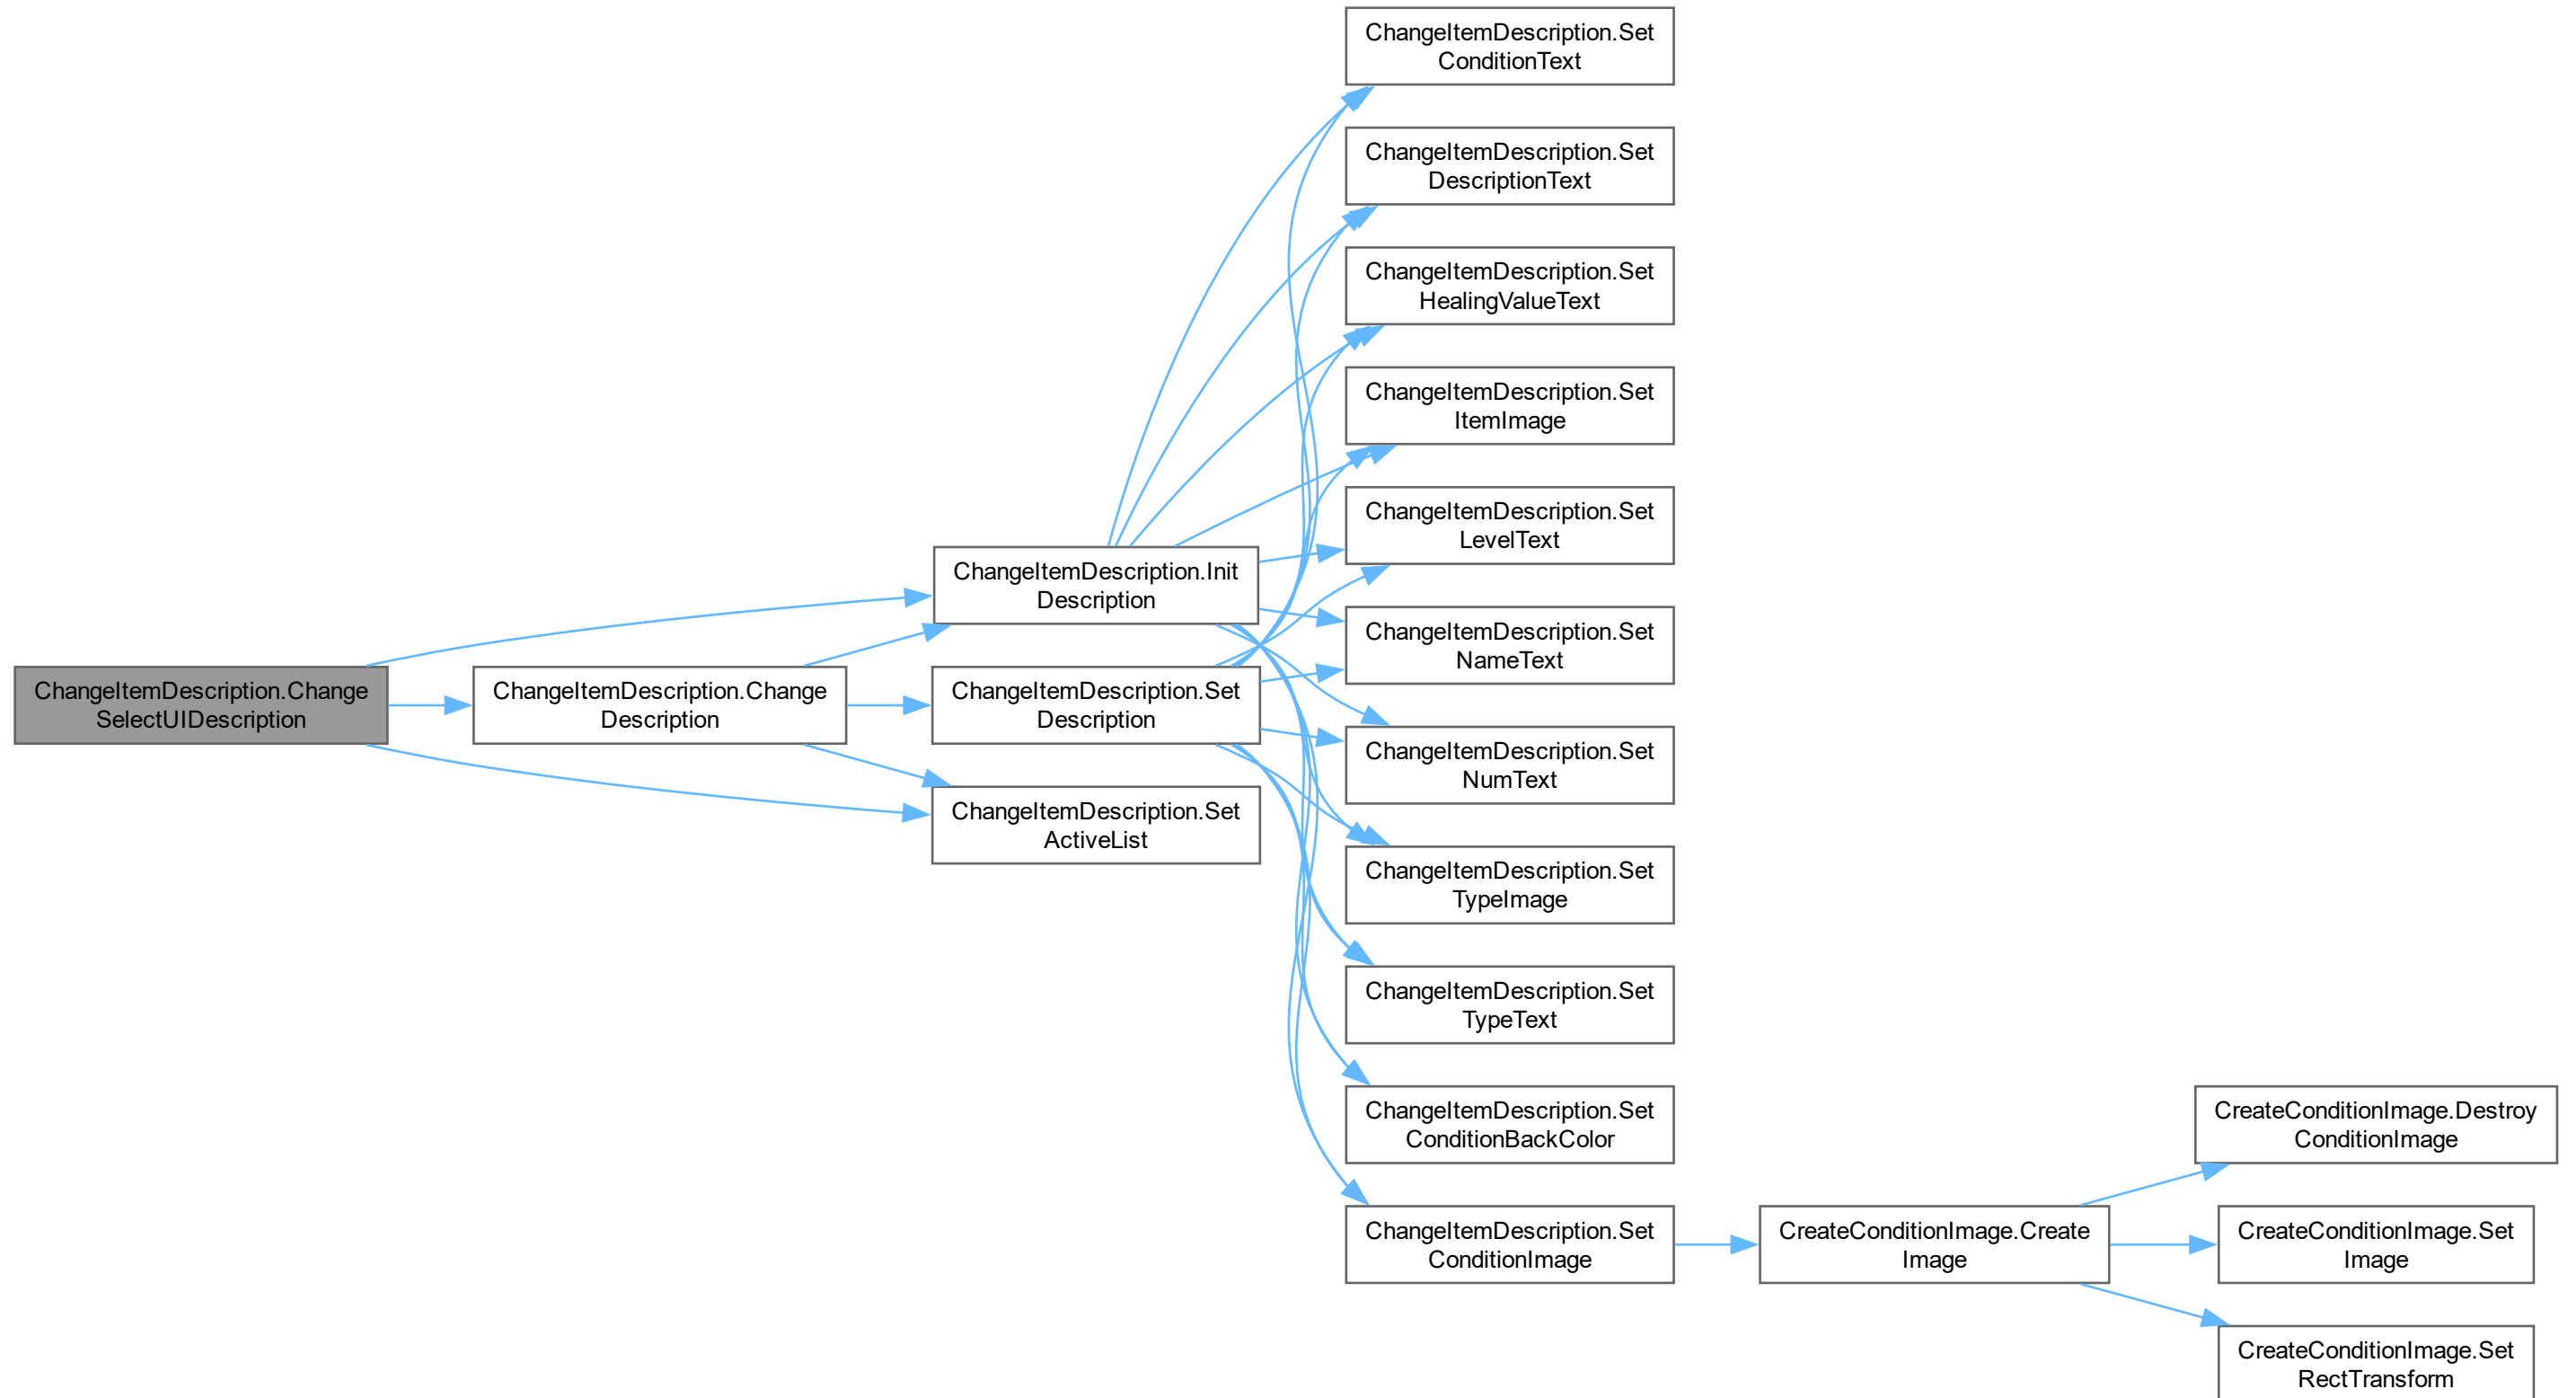 ChangeItemDescription.Change
SelectUIDescription
ChangeItemDescription.Change
Description
ChangeItemDescription.Init
Description
ChangeItemDescription.Set
Description
ChangeItemDescription.Set
ActiveList
ChangeItemDescription.Set
ConditionText
ChangeItemDescription.Set
DescriptionText
ChangeItemDescription.Set
HealingValueText
ChangeItemDescription.Set
ItemImage
ChangeItemDescription.Set
LevelText
ChangeItemDescription.Set
NameText
ChangeItemDescription.Set
NumText
ChangeItemDescription.Set
TypeImage
ChangeItemDescription.Set
TypeText
ChangeItemDescription.Set
ConditionBackColor
ChangeItemDescription.Set
ConditionImage
CreateConditionImage.Create
Image
CreateConditionImage.Destroy
ConditionImage
CreateConditionImage.Set
Image
CreateConditionImage.Set
RectTransform